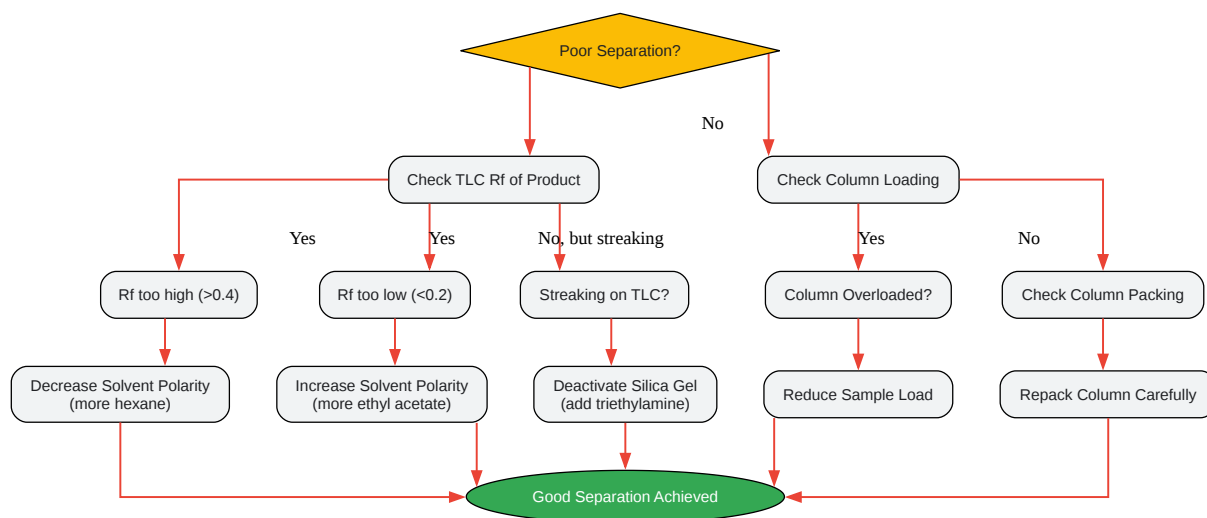 Poor Separation?
No
Check TLC Rf of Product
Check Column Loading
Yes
Yes
No, but streaking
Yes
No
Rf too high (>0.4)
Rf too low (<0.2)
Streaking on TLC?
Column Overloaded?
Check Column Packing
Decrease Solvent Polarity
(more hexane)
Increase Solvent Polarity
(more ethyl acetate)
Deactivate Silica Gel
(add triethylamine)
Reduce Sample Load
Repack Column Carefully
Good Separation Achieved